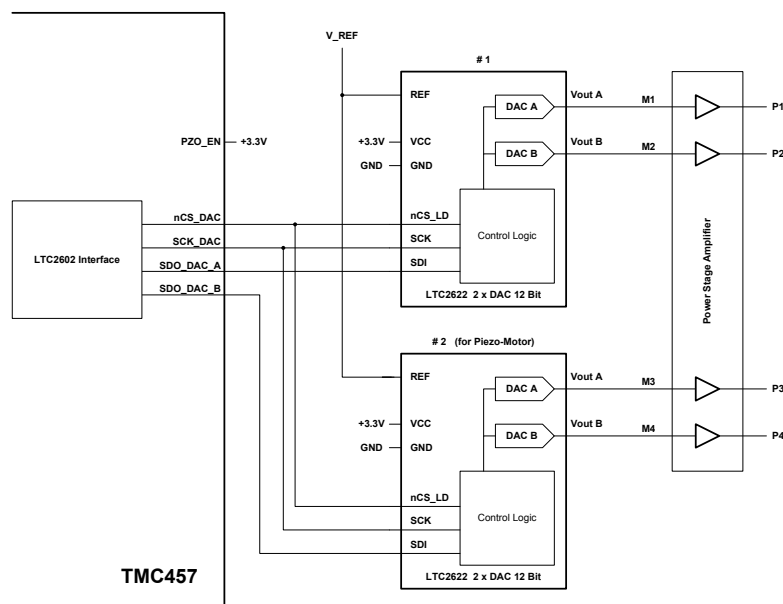 V_REF
# 1
REF
DAC A
Vout A
M1
P1
PZO_EN
+3.3V
+3.3V
VCC
DAC B
Vout B
M2
P2
GND
GND
nCS_DAC
nCS_LD
SCK_DAC
SCK
Control Logic
LTC2602 Interface
SDO_DAC_A
SDI
SDO_DAC_B
LTC2622 2 x DAC 12 Bit
Power Stage Amplifier
# 2 (for Piezo-Motor)
REF
DAC A
Vout A
M3
P3
+3.3V
VCC
DAC B
Vout B
M4
P4
GND
GND
nCS_LD
SCK
Control Logic
SDI
TMC457
LTC2622 2 x DAC 12 Bit